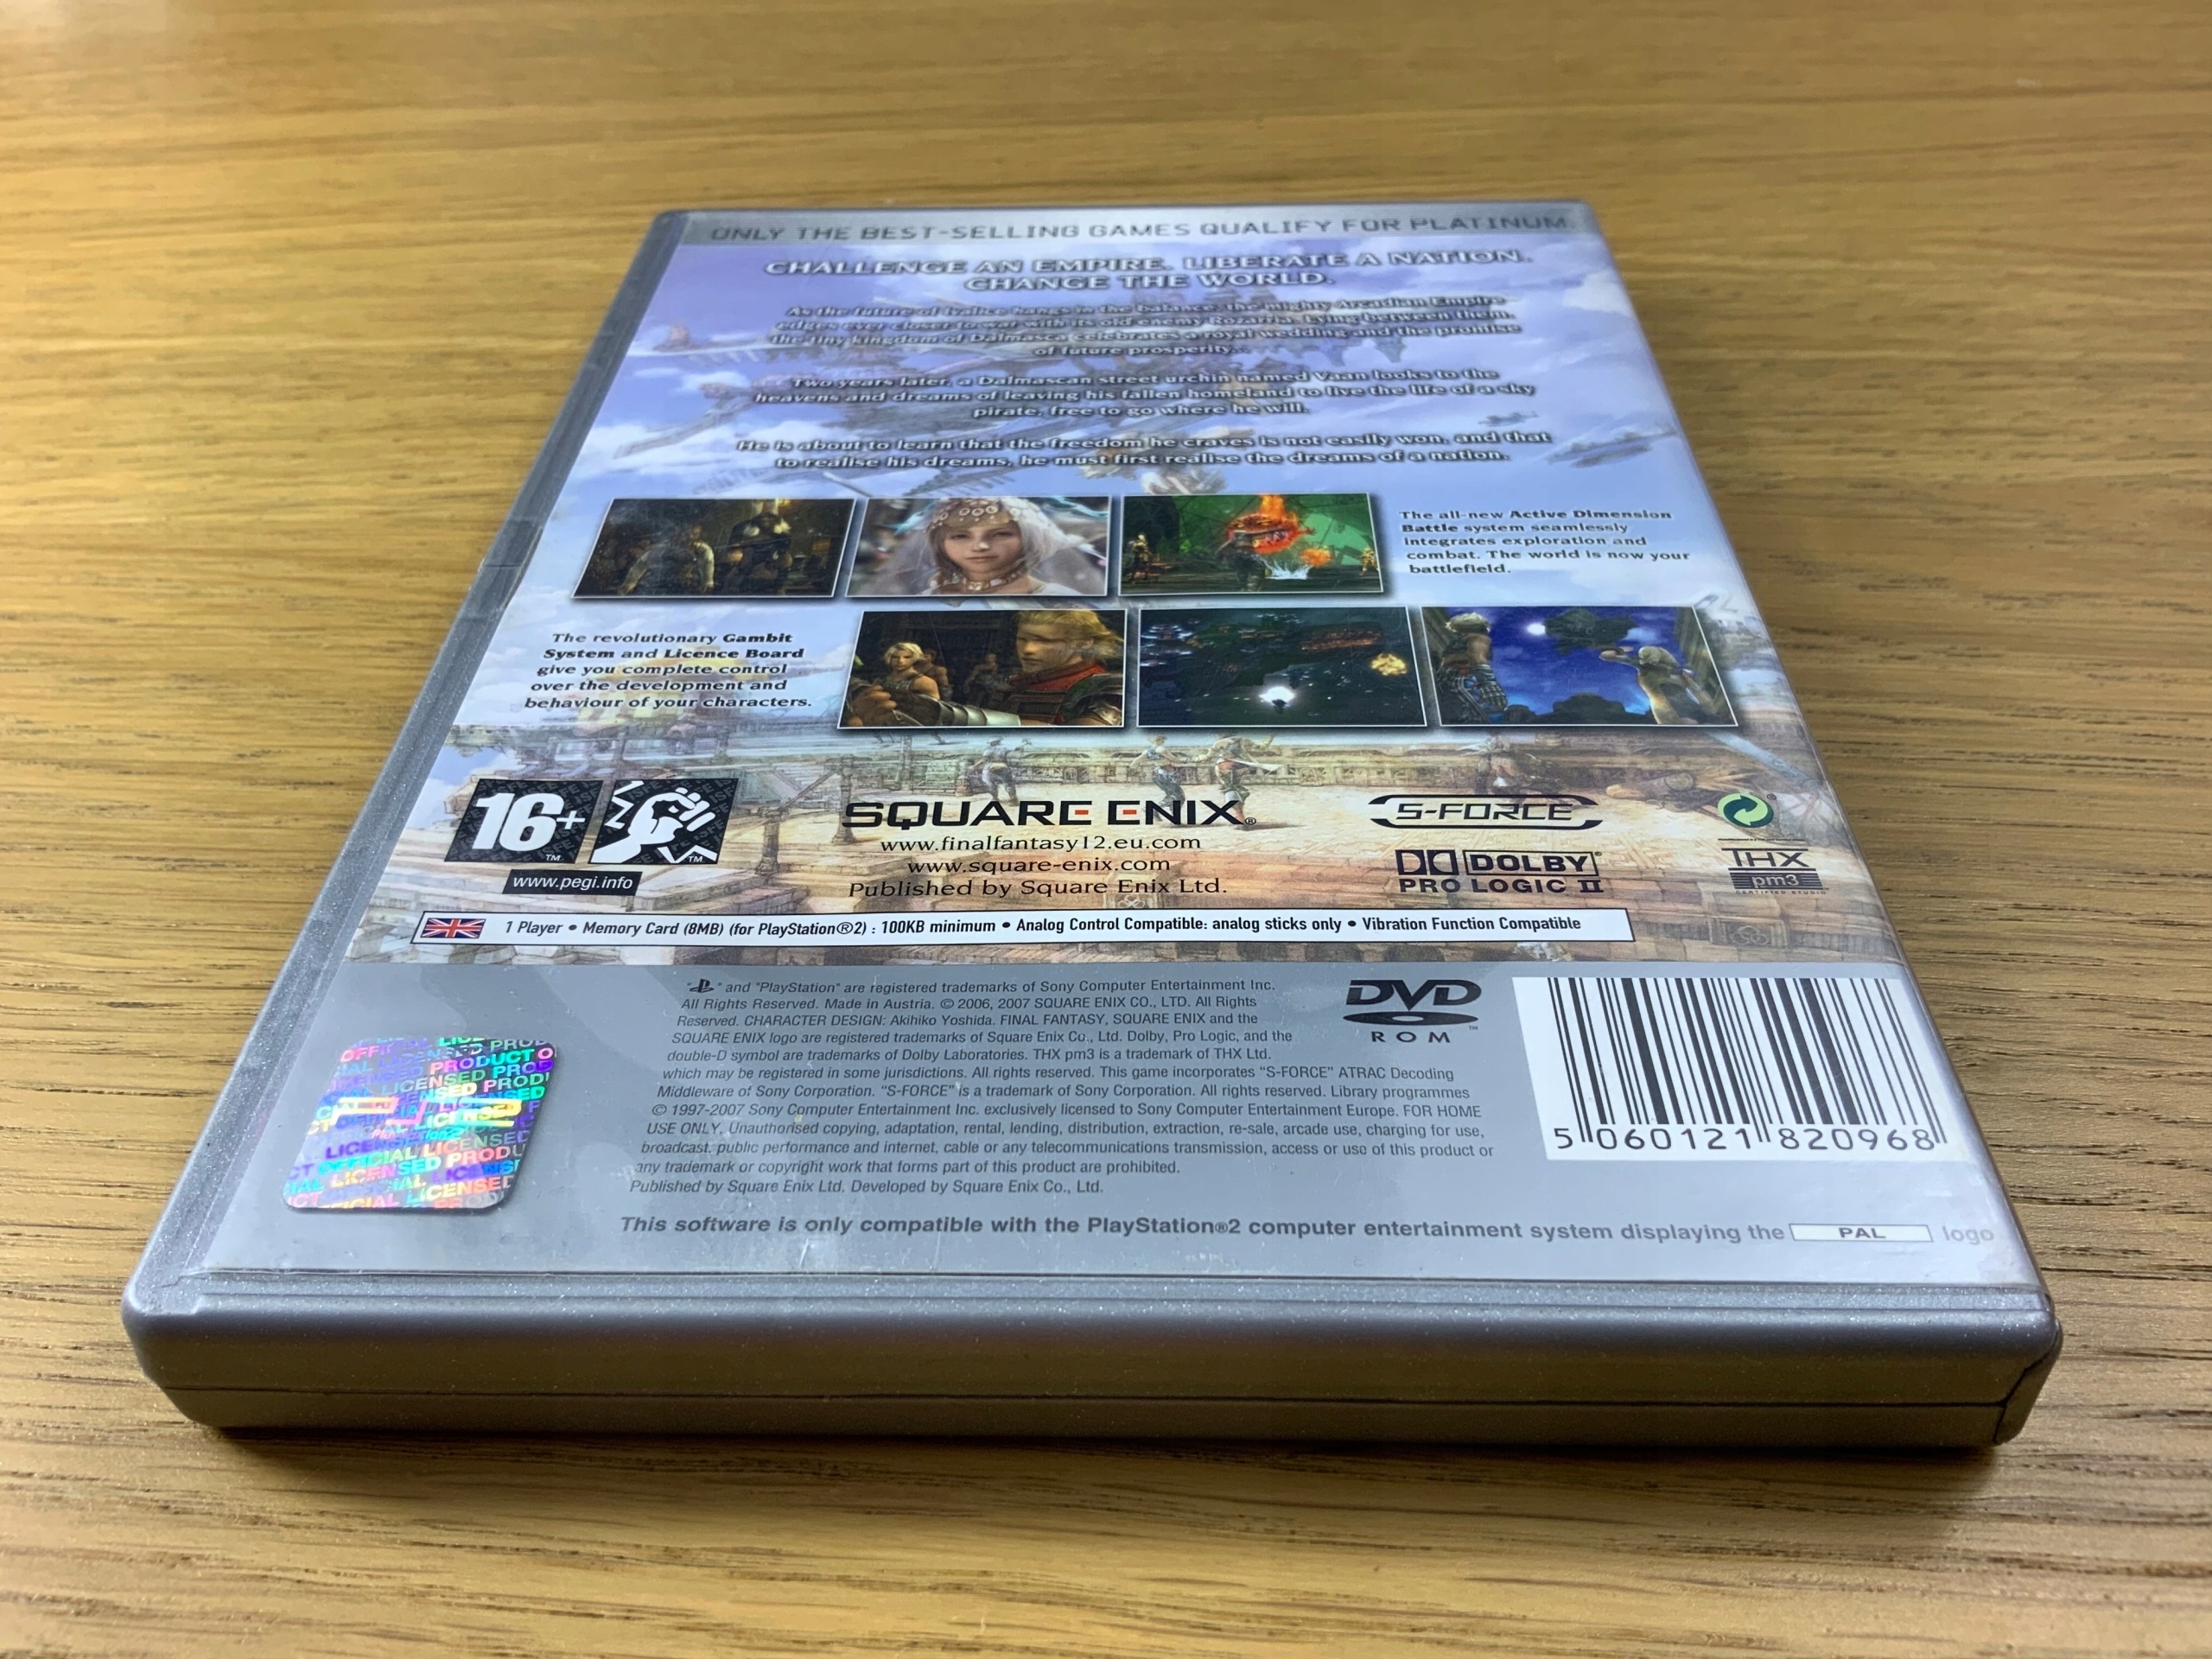 ONLY THE BEST-SELLING GAMES QUALIFY FOR PLATINUM
CHALLENGE AN EMPIRE. LIBERATE A NATION.
CHANGE THE WORLD.
As the future of Ivalice hangs in the balance, the mighty Arcadian Empire
edges ever closer to war with its old enemy Rozarria. Lying between them,
the tiny kingdom of Dalmasca celebrates a royal wedding and the promise
of future prosperity...
Two years later, a Dalmascan street urchin named Vaan looks to the
heavens and dreams of leaving his fallen homeland to live the life of a sky
pirate, free to go where he will.
He is about to learn that the freedom he craves is not easily won, and that
to realise his dreams, he must first realise the dreams of a nation.
The all-new Active Dimension
Battle system seamlessly
integrates exploration and
combat. The world is now your
battlefield.
The revolutionary Gambit
System and Licence Board
give you complete control
over the development and
behaviour of your characters.
16+™
™
www.pegi.info
SQUARE ENIX®
www.finalfantasy12.eu.com
www.square-enix.com
Published by Square Enix Ltd.
S-FORCE
DOLBY®
PRO LOGIC II
®
THX
pm3
CERTIFIED STUDIO
1 Player • Memory Card (8MB) (for PlayStation®2) : 100KB minimum • Analog Control Compatible: analog sticks only • Vibration Function Compatible
" " and "PlayStation" are registered trademarks of Sony Computer Entertainment Inc.
All Rights Reserved. Made in Austria. © 2006, 2007 SQUARE ENIX CO., LTD. All Rights
Reserved. CHARACTER DESIGN: Akihiko Yoshida. FINAL FANTASY, SQUARE ENIX and the
SQUARE ENIX logo are registered trademarks of Square Enix Co., Ltd. Dolby, Pro Logic, and the
double-D symbol are trademarks of Dolby Laboratories. THX pm3 is a trademark of THX Ltd.
which may be registered in some jurisdictions. All rights reserved. This game incorporates "S-FORCE" ATRAC Decoding
Middleware of Sony Corporation. "S-FORCE" is a trademark of Sony Corporation. All rights reserved. Library programmes
© 1997-2007 Sony Computer Entertainment Inc. exclusively licensed to Sony Computer Entertainment Europe. FOR HOME
USE ONLY. Unauthorised copying, adaptation, rental, lending, distribution, extraction, re-sale, arcade use, charging for use,
broadcast, public performance and internet, cable or any telecommunications transmission, access or use of this product or
any trademark or copyright work that forms part of this product are prohibited.
Published by Square Enix Ltd. Developed by Square Enix Co., Ltd.
DVD
ROM ™
5 060121 820968
OFFICIAL LICENSED PRODUCT
PS2
PlayStation 2
This software is only compatible with the PlayStation®2 computer entertainment system displaying the PAL logo